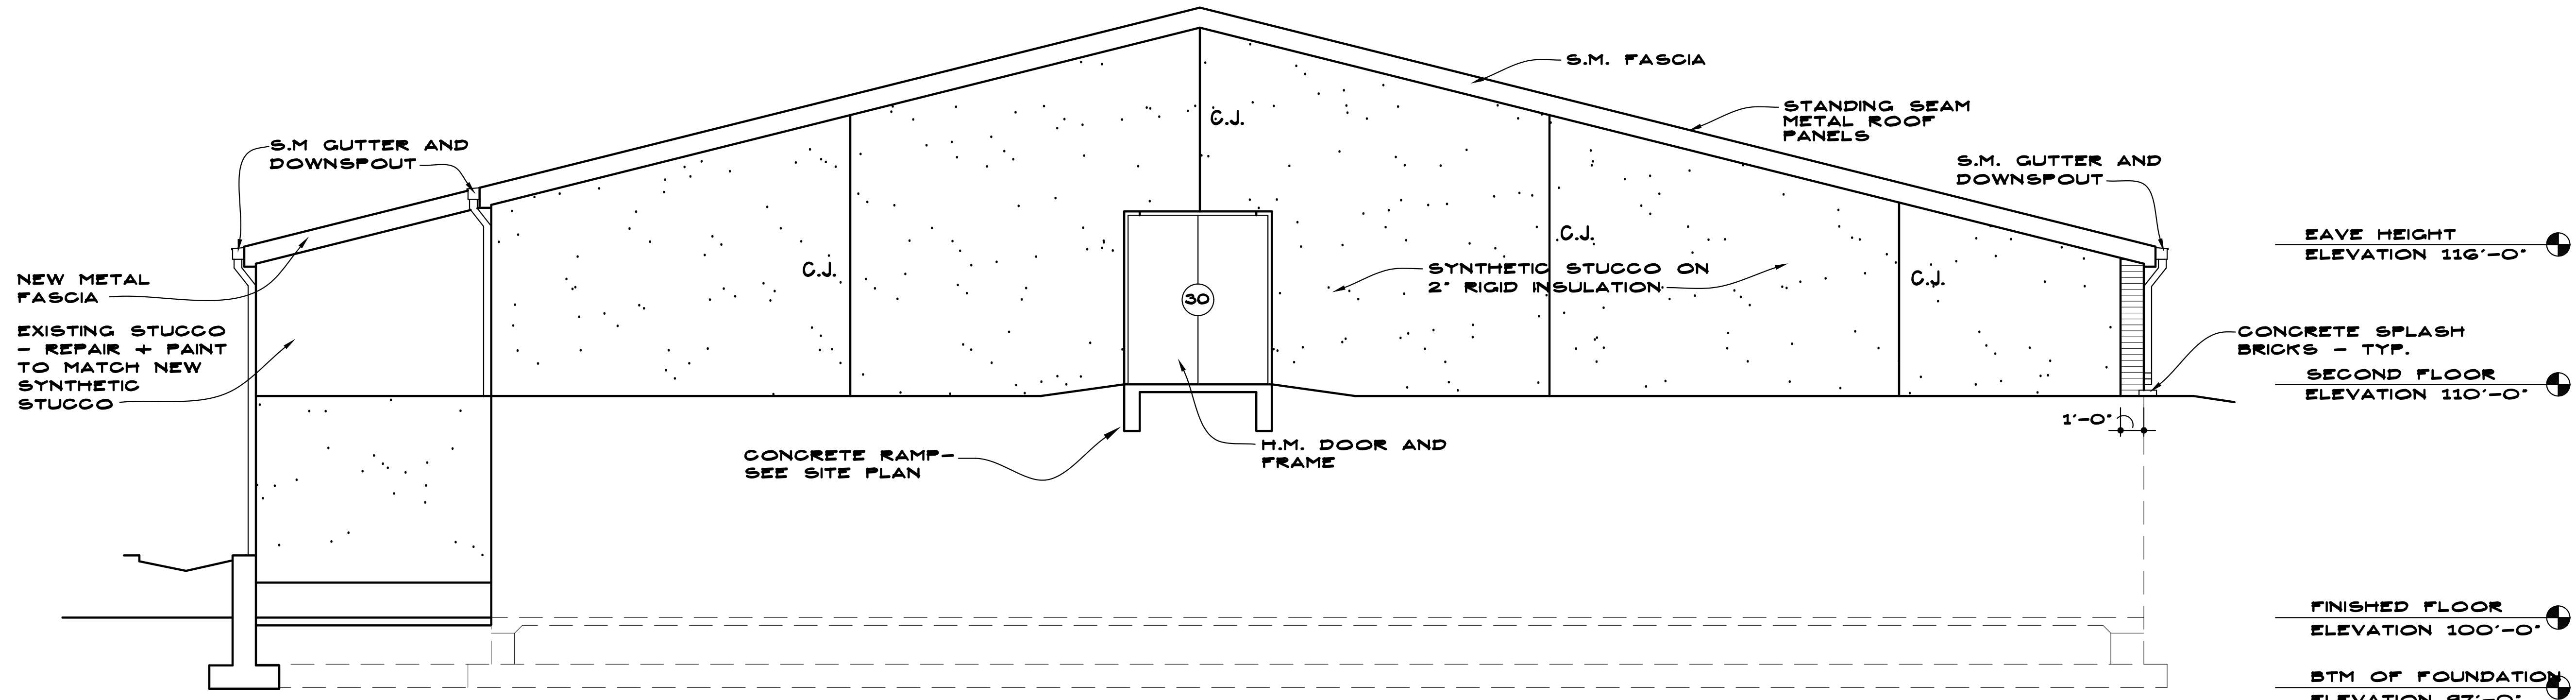 S.M. FASCIA
STANDING SEAM
METAL ROOF
PANELS
C.J.
S.M GUTTER AND
DOWNSPOUT
S.M. GUTTER AND
DOWNSPOUT
EAVE HEIGHT
ELEVATION 116'-0"
C.J.
C.J.
C.J.
SYNTHETIC STUCCO ON
2" RIGID INSULATION
NEW METAL
FASCIA
30
EXISTING STUCCO
- REPAIR + PAINT
TO MATCH NEW
SYNTHETIC
STUCCO
CONCRETE SPLASH
BRICKS - TYP.
SECOND FLOOR
ELEVATION 110'-0"
1'-0"
CONCRETE RAMP-
SEE SITE PLAN
H.M. DOOR AND
FRAME
FINISHED FLOOR
ELEVATION 100'-0"
BTM OF FOUNDATION
ELEVATION 97'-0"